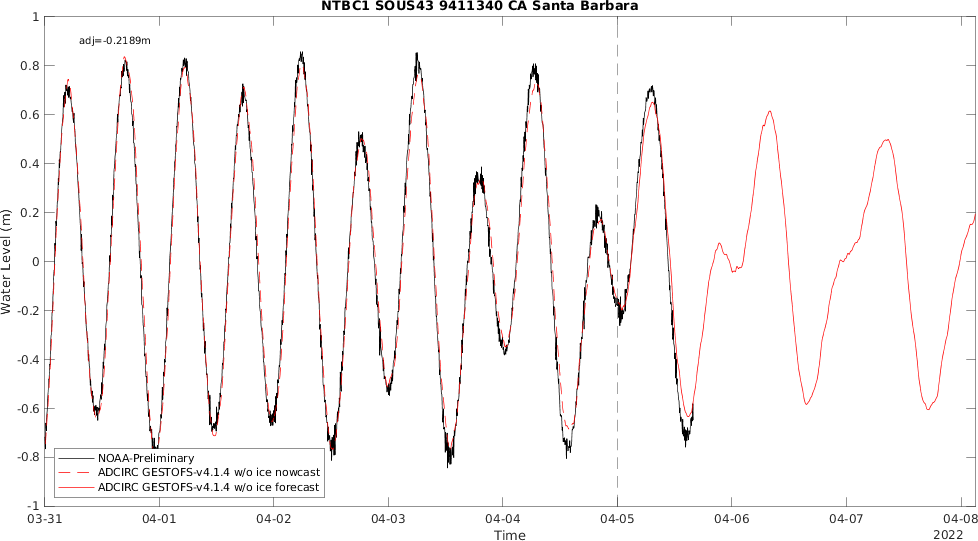 NTBC1 SOUS43 9411340 CA Santa Barbara
adj=-0.2189m
1
0.8
0.6
0.4
0.2
0
-0.2
-0.4
-0.6
-0.8
-1
Water Level (m)
NOAA-Preliminary
ADCIRC GESTOFS-v4.1.4 w/o ice nowcast
ADCIRC GESTOFS-v4.1.4 w/o ice forecast
03-31 04-01 04-02 04-03 04-04 04-05 04-06 04-07 04-08
Time
2022